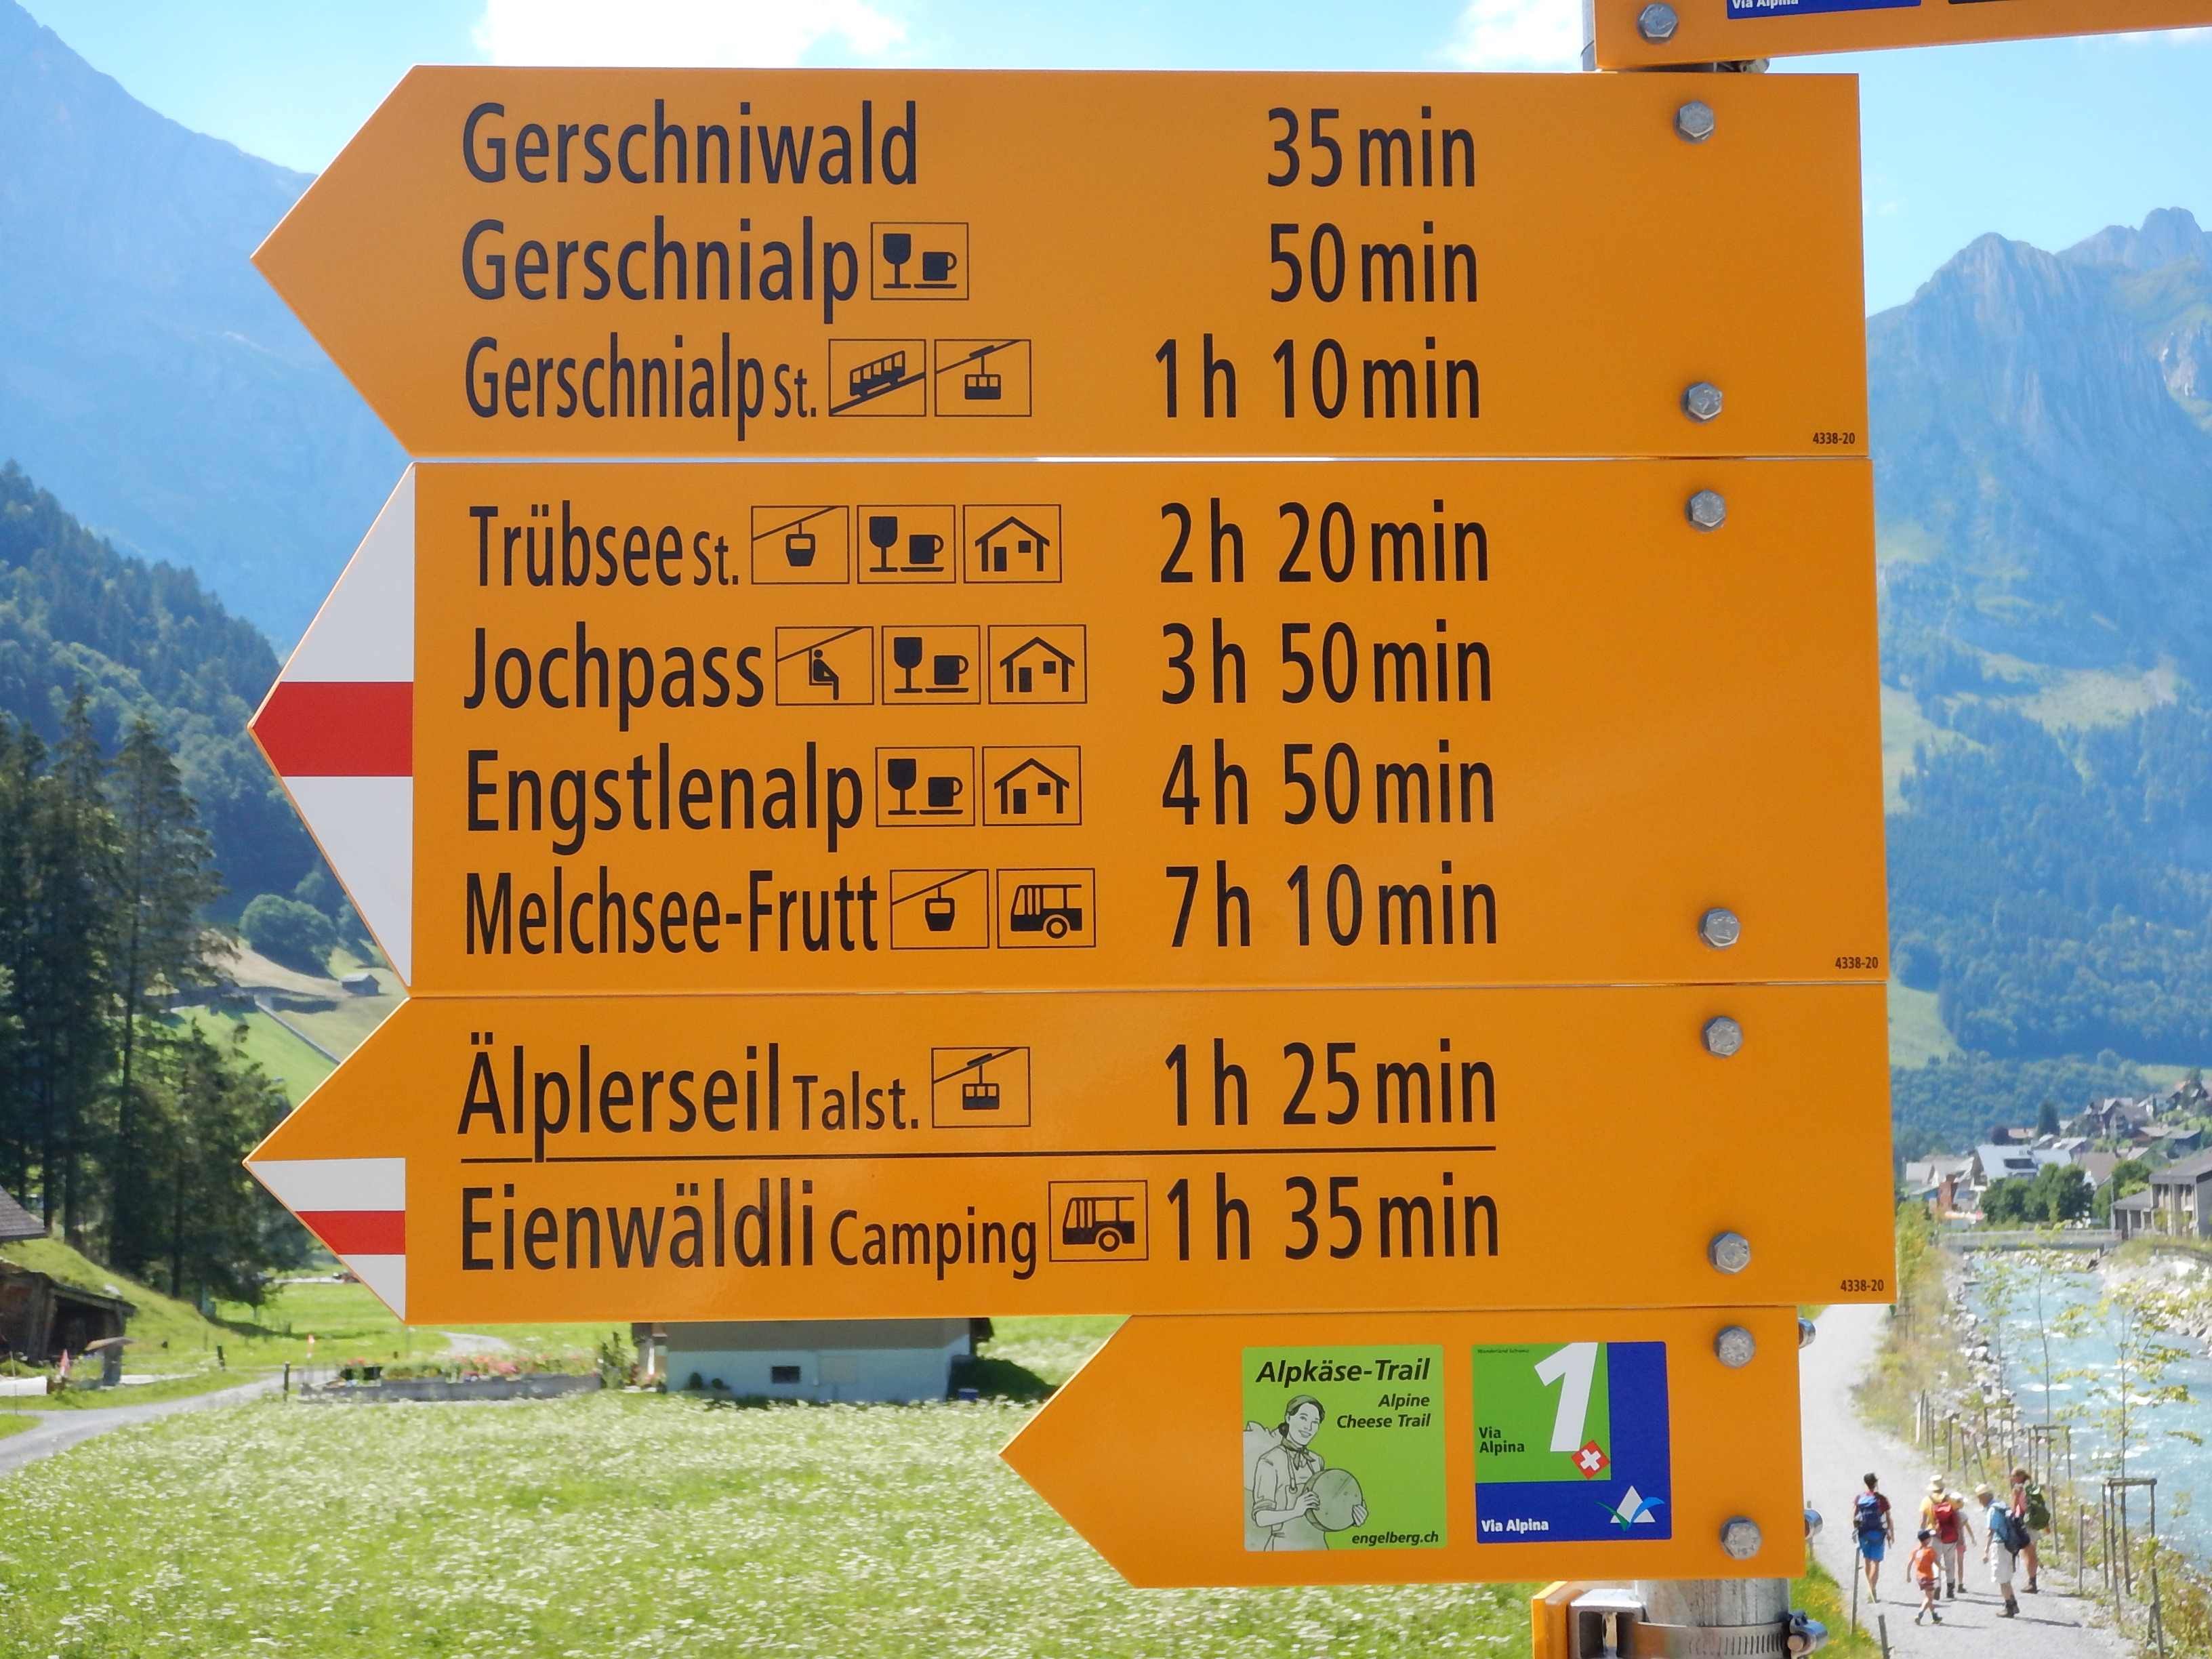 Via Alpina
Gerschniwald 35 min
Gerschnialp 50 min
Gerschnialp St. 1 h 10 min
4338-20
Trübsee St. 2 h 20 min
Jochpass 3 h 50 min
Engstlenalp 4 h 50 min
Melchsee-Frutt 7 h 10 min
4338-20
Älplerseil Talst. 1 h 25 min
Eienwäldli Camping 1 h 35 min
4338-20
Alpkäse-Trail
Alpine
Cheese Trail
engelberg.ch
1
Via
Alpina
Via Alpina